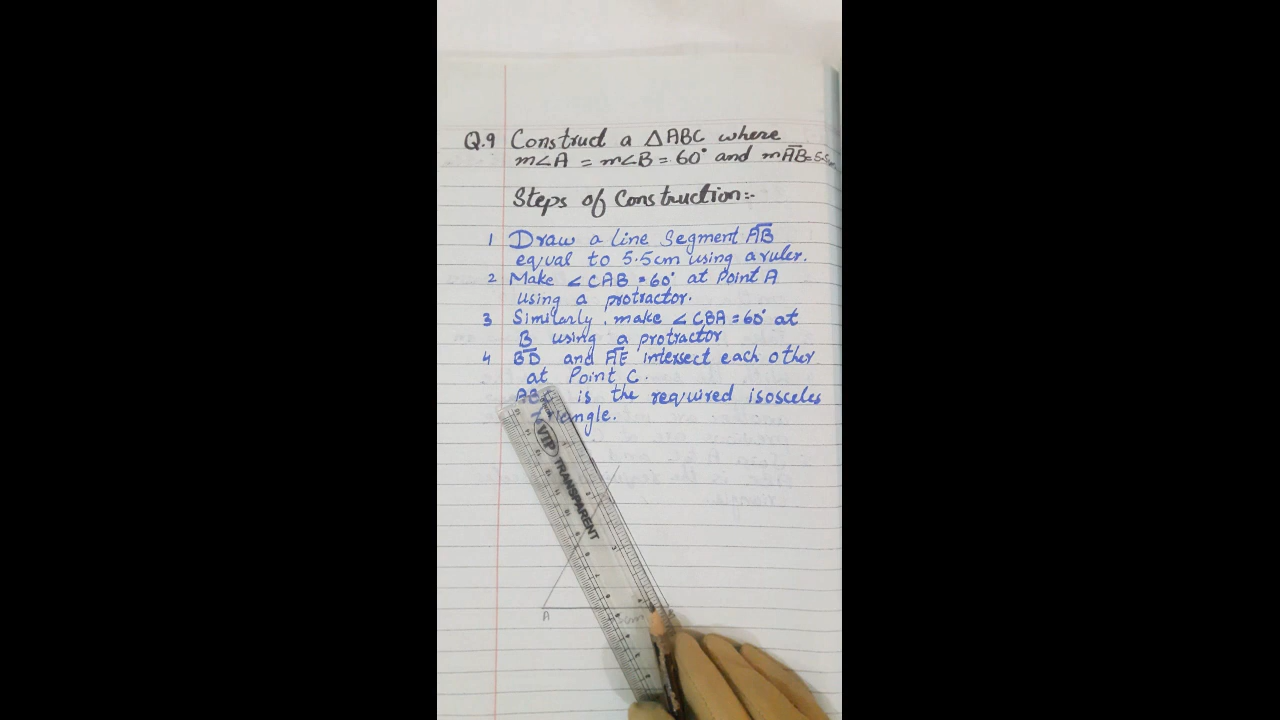 Q.9 Construct a △ABC where
m∠A = m∠B = 60° and mAB=5.5cm
Steps of Construction:-
1 Draw a line Segment AB
equal to 5.5cm using a ruler.
2 Make ∠CAB = 60° at Point A
using a protractor.
3 Similarly, make ∠CBA = 60° at
B using a protractor
4 BD and AE intersect each other
at Point C.
is the required isosceles
VIP TRANSPARENT
A